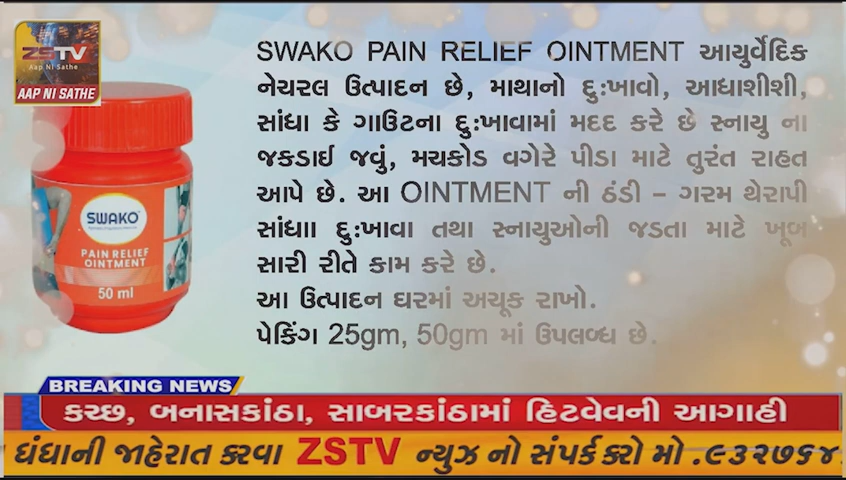 ZSTV
Aap Ni Sathe
AAP NI SATHE
SWAKO PAIN RELIEF OINTMENT આયુર્વેદિક
નેચરલ ઉત્પાદન છે, માથાનો દુઃખાવો, આધાશીશી,
સાંધા કે ગાઉટના દુઃખાવામાં મદદ કરે છે સ્નાયુ ના
જકડાઈ જવું, મચકોડ વગેરે પીડા માટે તુરંત રાહત
આપે છે. આ OINTMENT ની ઠંડી – ગરમ થેરાપી
સાંધાા દુઃખાવા તથા સ્નાયુઓની જડતા માટે ખૂબ
સારી રીતે કામ કરે છે.
આ ઉત્પાદન ઘરમાં અચૂક રાખો.
પેકિંગ 25gm, 50gm માં ઉપલબ્ધ છે.
SWAKO
PAIN RELIEF
OINTMENT
50 ml
BREAKING NEWS
કચ્છ, બનાસકાંઠા, સાબરકાંઠામાં હિટવેવની આગાહી
ધંધાની જાહેરાત કરવા ZSTV ન્યુઝ નો સંપર્ક કરો મો .૯૩૨૭૬૪